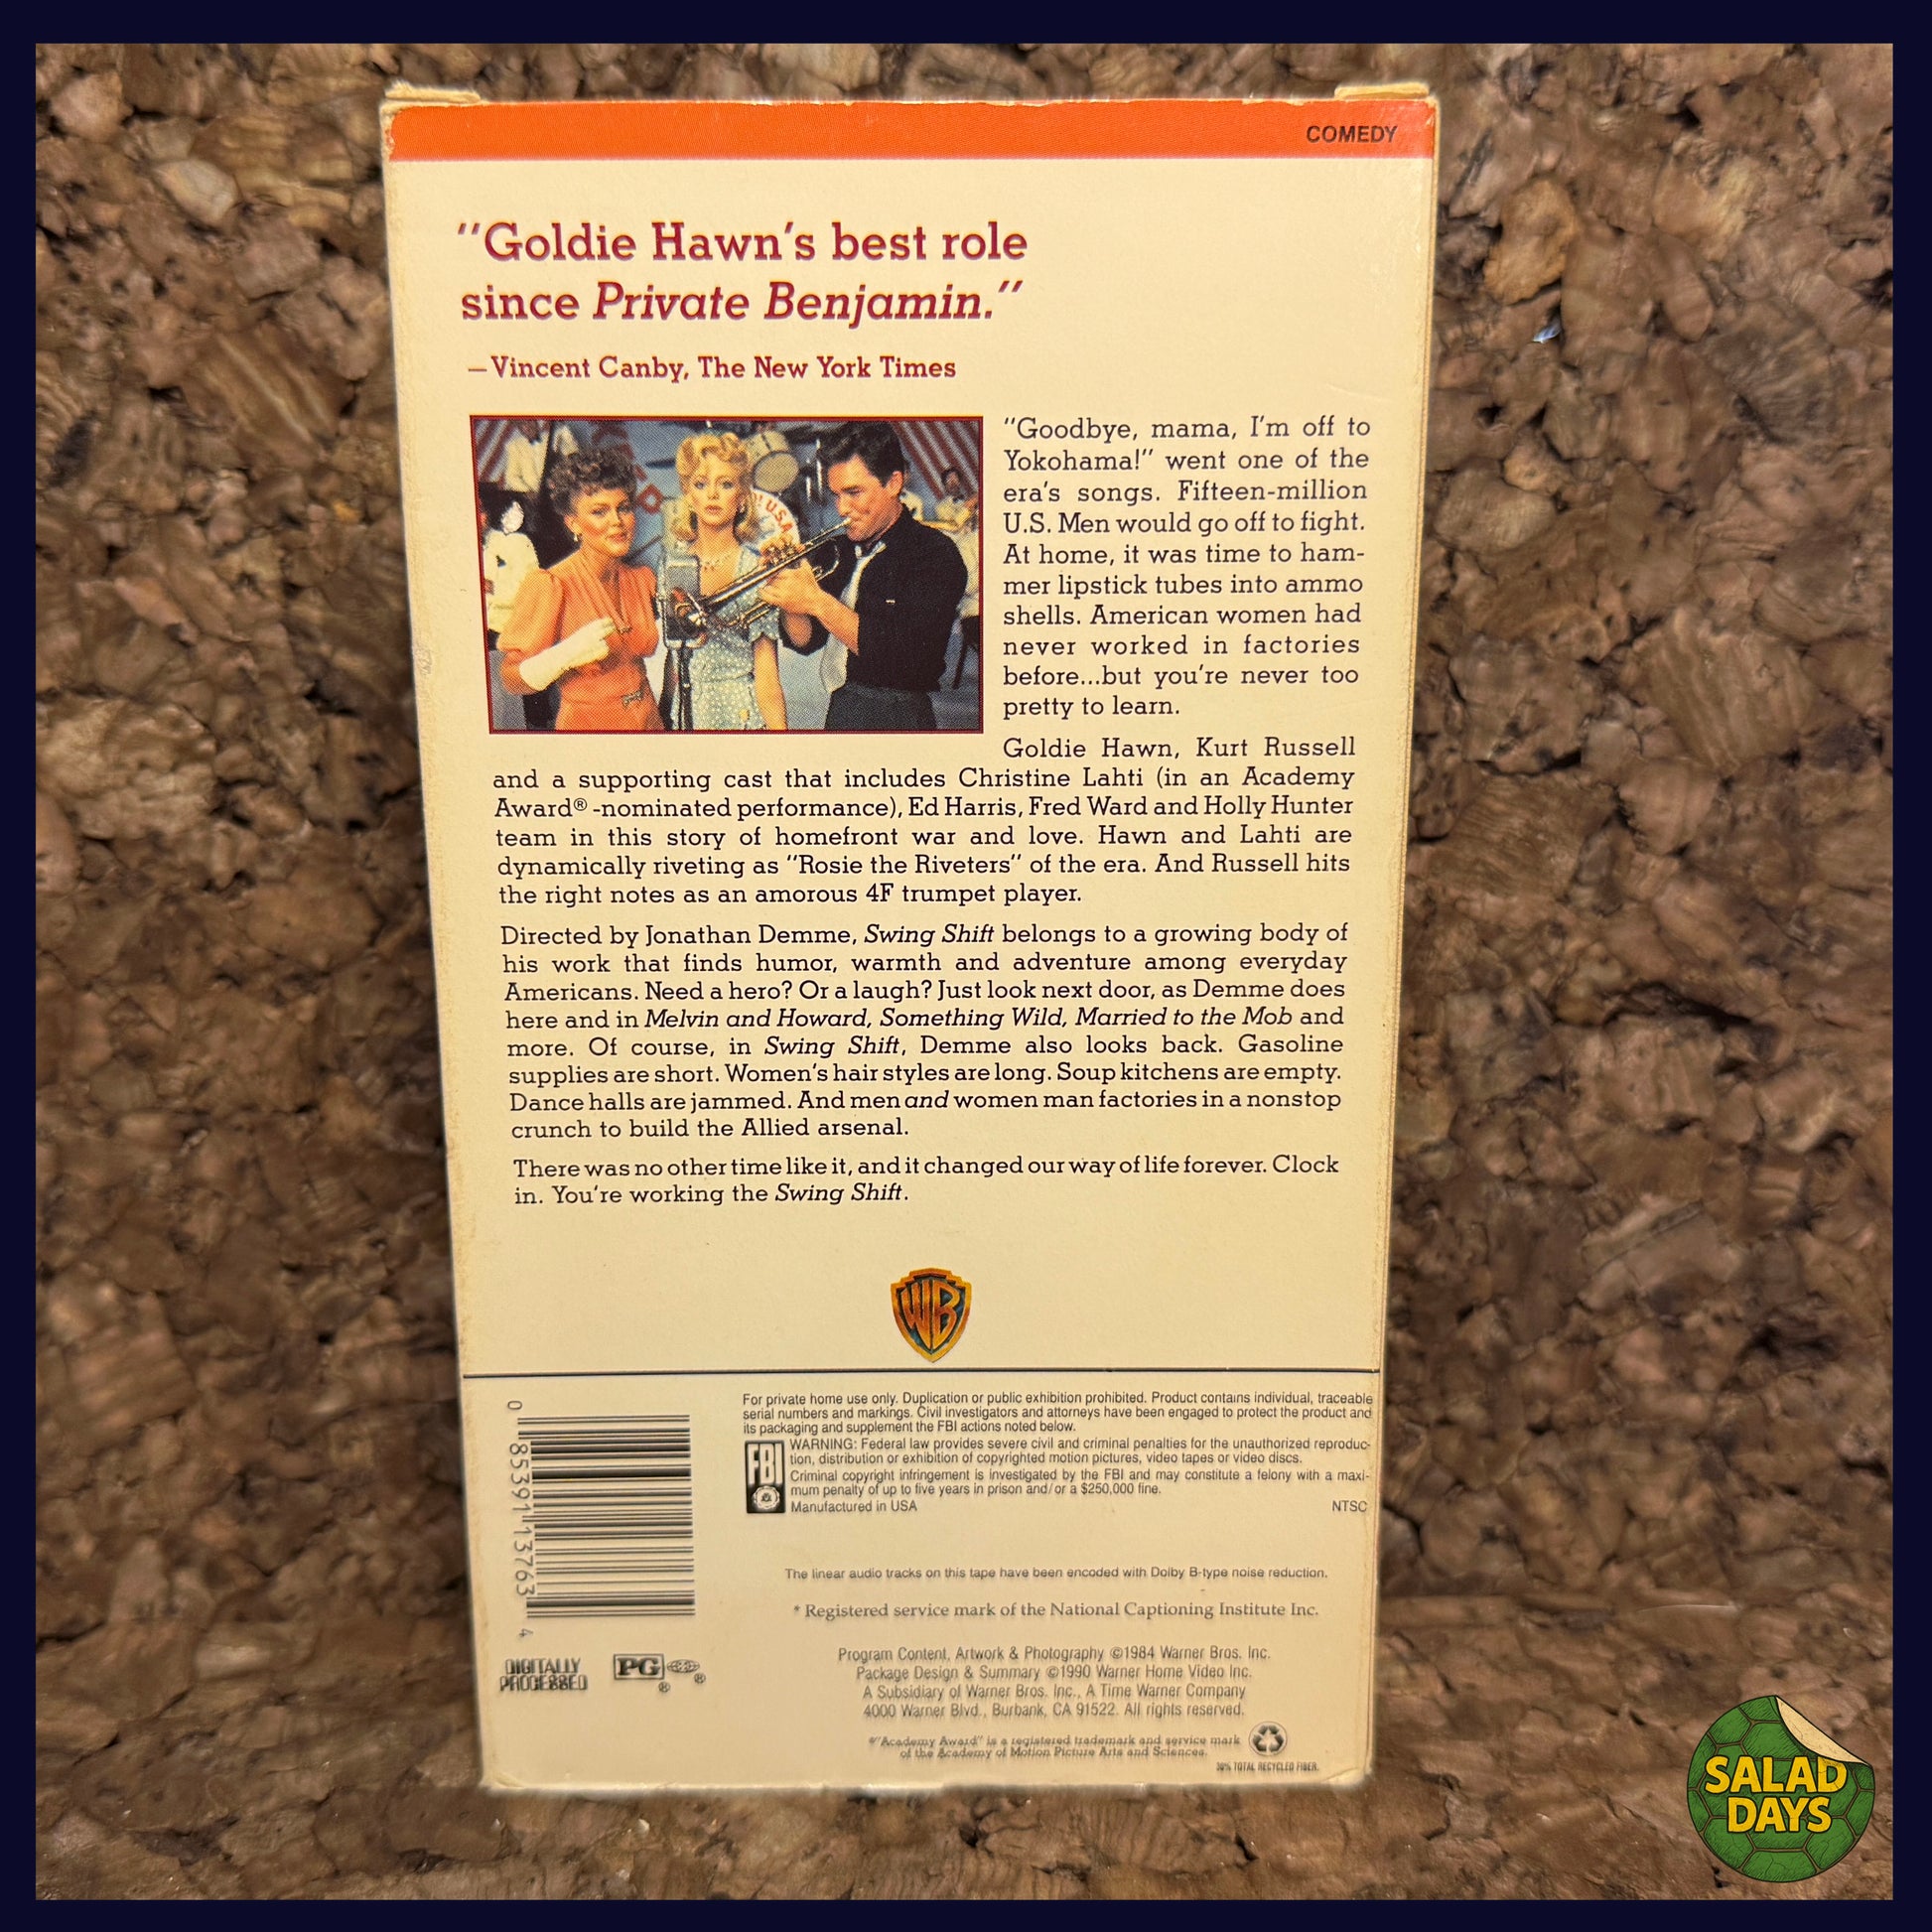 COMEDY
"Goldie Hawn's best role
since Private Benjamin."
—Vincent Canby, The New York Times
U.S.A.
"Goodbye, mama, I'm off to
Yokohama!" went one of the
era's songs. Fifteen-million
U.S. Men would go off to fight.
At home, it was time to ham-
mer lipstick tubes into ammo
shells. American women had
never worked in factories
before...but you're never too
pretty to learn.
Goldie Hawn, Kurt Russell
and a supporting cast that includes Christine Lahti (in an Academy
Award®-nominated performance), Ed Harris, Fred Ward and Holly Hunter
team in this story of homefront war and love. Hawn and Lahti are
dynamically riveting as "Rosie the Riveters" of the era. And Russell hits
the right notes as an amorous 4F trumpet player.
Directed by Jonathan Demme, Swing Shift belongs to a growing body of
his work that finds humor, warmth and adventure among everyday
Americans. Need a hero? Or a laugh? Just look next door, as Demme does
here and in Melvin and Howard, Something Wild, Married to the Mob and
more. Of course, in Swing Shift, Demme also looks back. Gasoline
supplies are short. Women's hair styles are long. Soup kitchens are empty.
Dance halls are jammed. And men and women man factories in a nonstop
crunch to build the Allied arsenal.
There was no other time like it, and it changed our way of life forever. Clock
in. You're working the Swing Shift.
WB
0 85391 13763 4
For private home use only. Duplication or public exhibition prohibited. Product contains individual, traceable
serial numbers and markings. Civil investigators and attorneys have been engaged to protect the product and
its packaging and supplement the FBI actions noted below.
FBI
WARNING: Federal law provides severe civil and criminal penalties for the unauthorized reproduc-
tion, distribution or exhibition of copyrighted motion pictures, video tapes or video discs.
Criminal copyright infringement is investigated by the FBI and may constitute a felony with a maxi-
mum penalty of up to five years in prison and/or a $250,000 fine.
Manufactured in USA NTSC
The linear audio tracks on this tape have been encoded with Dolby B-type noise reduction.
* Registered service mark of the National Captioning Institute Inc.
DIGITALLY
PROCESSED
PG ® ®
Program Content, Artwork & Photography ©1984 Warner Bros. Inc.
Package Design & Summary ©1990 Warner Home Video Inc.
A Subsidiary of Warner Bros. Inc., A Time Warner Company
4000 Warner Blvd., Burbank, CA 91522. All rights reserved.
®"Academy Award" is a registered trademark and service mark
of the Academy of Motion Picture Arts and Sciences.
TOTAL RECYCLED FIBER.
SALAD
DAYS